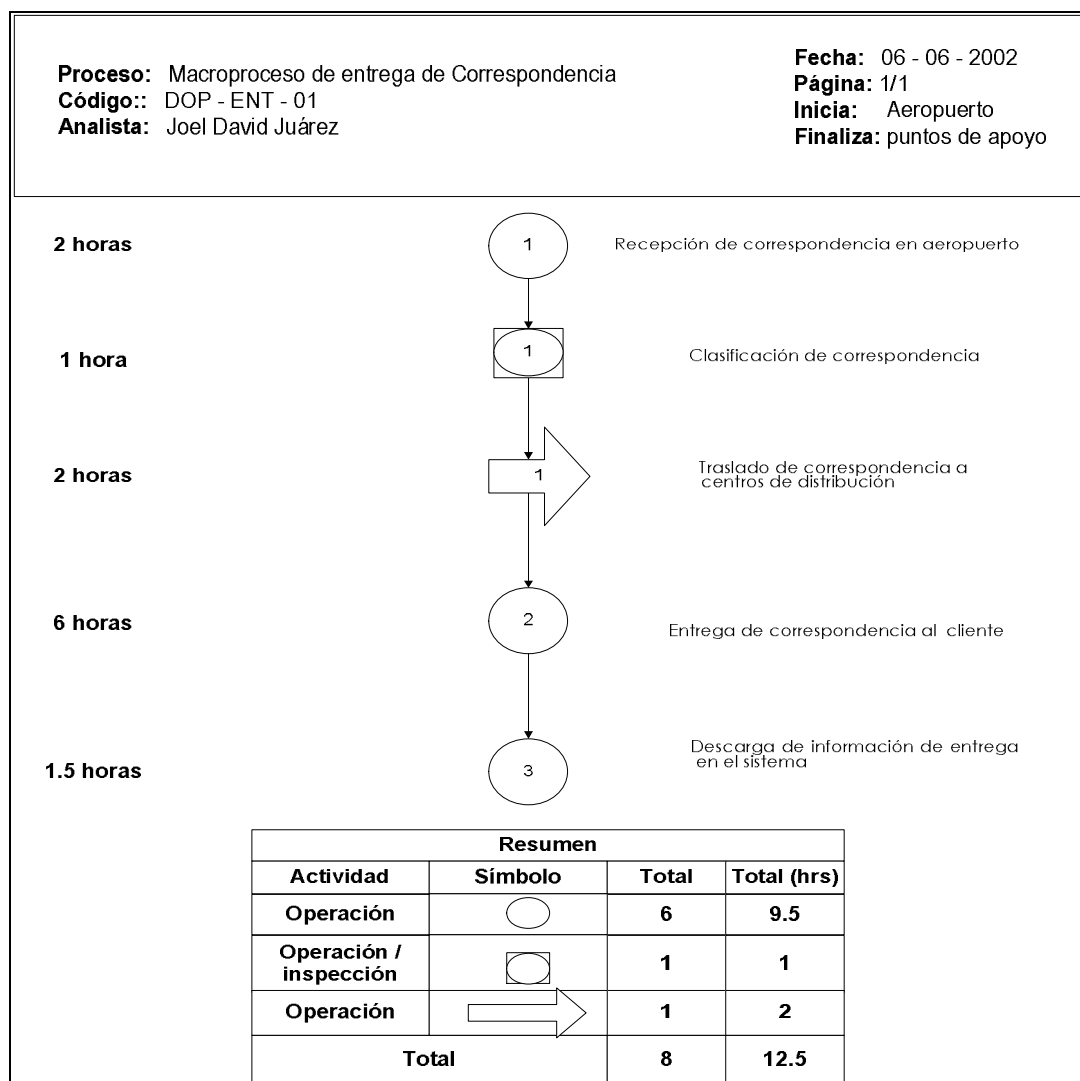 Proceso: Macroproceso de entrega de Correspondencia
Código:: DOP - ENT - 01
Analista: Joel David Juárez
Fecha: 06 - 06 - 2002
Página: 1/1
Inicia: Aeropuerto
Finaliza: puntos de apoyo
2 horas
1
Recepción de correspondencia en aeropuerto
1 hora
1
Clasificación de correspondencia
2 horas
1
Traslado de correspondencia a
centros de distribución
6 horas
2
Entrega de correspondencia al cliente
1.5 horas
3
Descarga de información de entrega
en el sistema
Resumen
Actividad Símbolo Total Total (hrs)
Operación 6 9.5
Operación /
inspección 1 1
Operación 1 2
Total 8 12.5